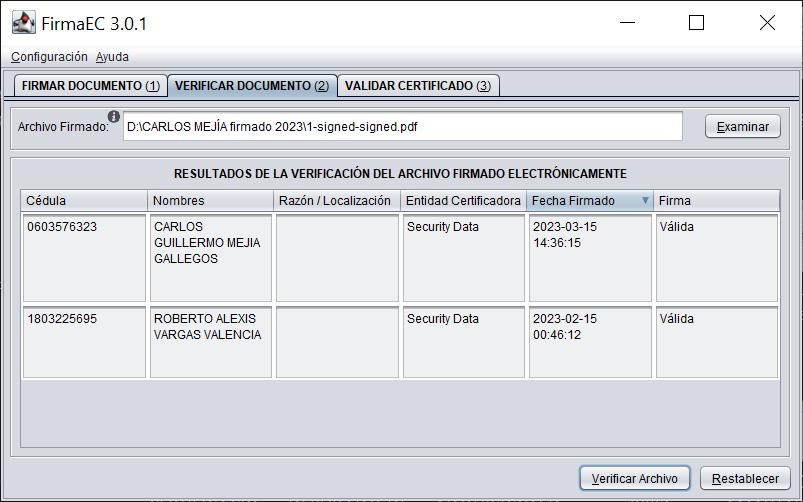 FirmaEC 3.0.1
Configuración Ayuda
FIRMAR DOCUMENTO (1) VERIFICAR DOCUMENTO (2) VALIDAR CERTIFICADO (3)
Archivo Firmado: D:\CARLOS MEJÍA firmado 2023\1-signed-signed.pdf Examinar
RESULTADOS DE LA VERIFICACIÓN DEL ARCHIVO FIRMADO ELECTRÓNICAMENTE
Cédula Nombres Razón / Localización Entidad Certificadora Fecha Firmado Firma
0603576323 CARLOS Security Data 2023-03-15 Válida
GUILLERMO MEJIA 14:36:15
GALLEGOS
1803225695 ROBERTO ALEXIS Security Data 2023-02-15 Válida
VARGAS VALENCIA 00:46:12
Verificar Archivo Restablecer